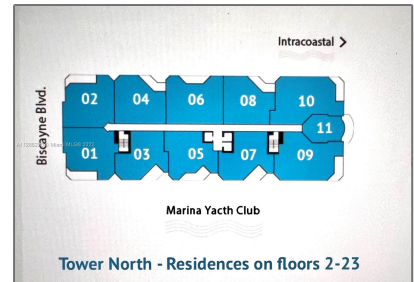 Intracoastal >
Biscayne Blvd.
02 04 06 08 10
11
01 03 05 07 09
Marina Yacth Club
Tower North - Residences on floors 2-23